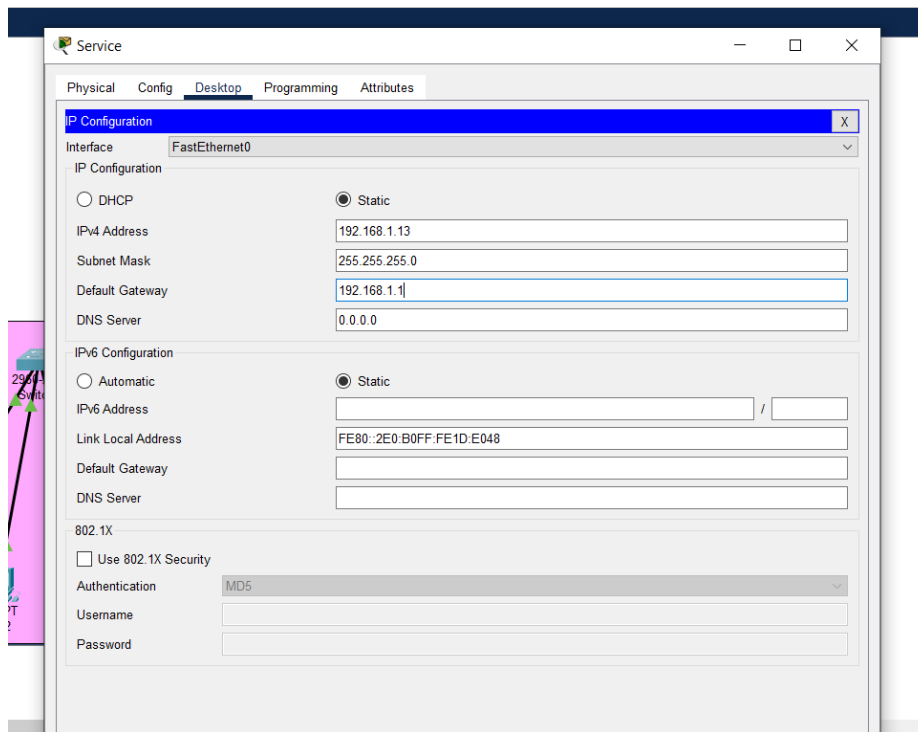 Service
Physical Config Desktop Programming Attributes
IP Configuration X
Interface FastEthernet0
IP Configuration
DHCP Static
IPv4 Address 192.168.1.13
Subnet Mask 255.255.255.0
Default Gateway 192.168.1.1
DNS Server 0.0.0.0
IPv6 Configuration
Automatic Static
IPv6 Address /
Link Local Address FE80::2E0:B0FF:FE1D:E048
Default Gateway
DNS Server
802.1X
Use 802.1X Security
Authentication MD5
Username
Password